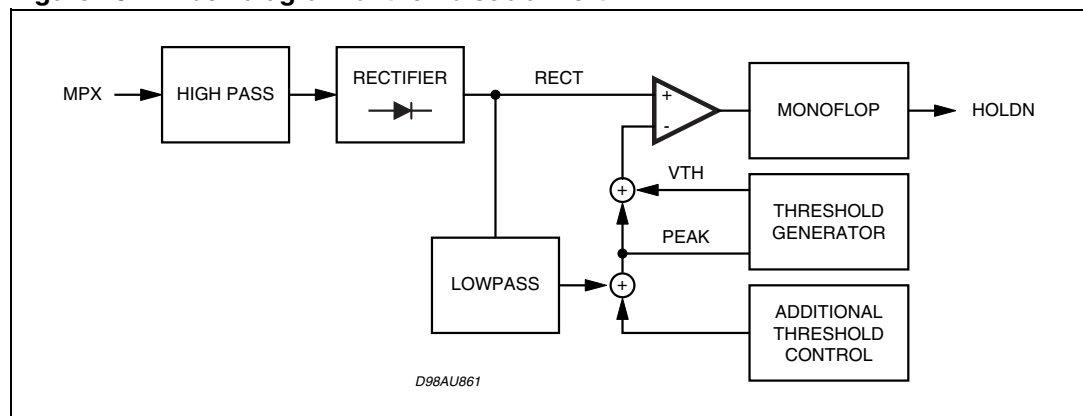 MPX
HIGH PASS
RECTIFIER
RECT
+
-
MONOFLOP
HOLDN
VTH
+
THRESHOLD
GENERATOR
PEAK
LOWPASS
+
ADDITIONAL
THRESHOLD
CONTROL
D98AU861